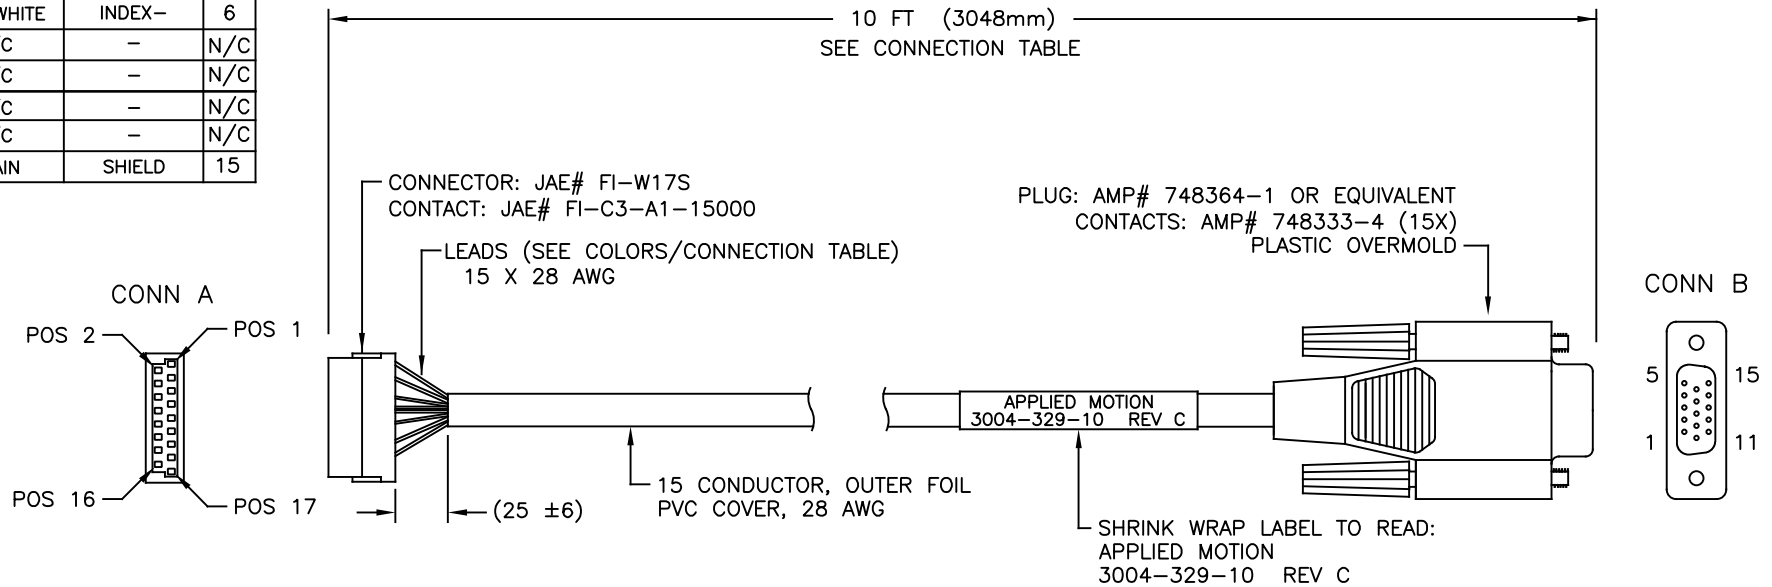 WHITE INDEX- 6
/C - N/C
/C - N/C
/C - N/C
/C - N/C
AIN SHIELD 15
10 FT (3048mm)
SEE CONNECTION TABLE
CONNECTOR: JAE# FI-W17S
CONTACT: JAE# FI-C3-A1-15000
LEADS (SEE COLORS/CONNECTION TABLE)
15 X 28 AWG
PLUG: AMP# 748364-1 OR EQUIVALENT
CONTACTS: AMP# 748333-4 (15X)
PLASTIC OVERMOLD
CONN A
POS 2
POS 1
POS 16
POS 17
(25 ±6)
15 CONDUCTOR, OUTER FOIL
PVC COVER, 28 AWG
APPLIED MOTION
3004-329-10 REV C
SHRINK WRAP LABEL TO READ:
APPLIED MOTION
3004-329-10 REV C
CONN B
5 15
1 11